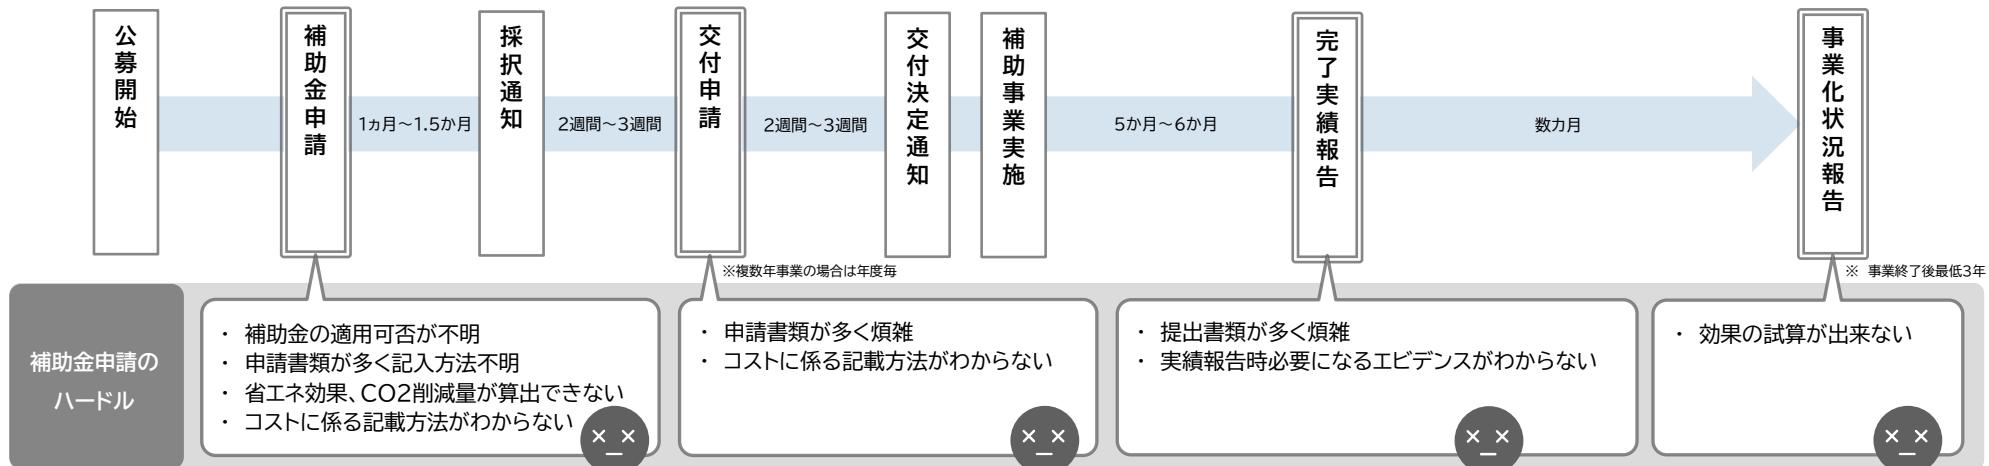 公募開始
補助金申請
1ヵ月～1.5か月
採択通知
2週間～3週間
交付申請
2週間～3週間
交付決定通知
補助事業実施
5か月～6か月
完了実績報告
数カ月
事業化状況報告
※複数年事業の場合は年度毎
※ 事業終了後最低3年
補助金申請の
ハードル
・ 補助金の適用可否が不明
・ 申請書類が多く記入方法不明
・ 省エネ効果、CO2削減量が算出できない
・ コストに係る記載方法がわからない
・ 申請書類が多く煩雑
・ コストに係る記載方法がわからない
・ 提出書類が多く煩雑
・ 実績報告時必要になるエビデンスがわからない
・ 効果の試算が出来ない